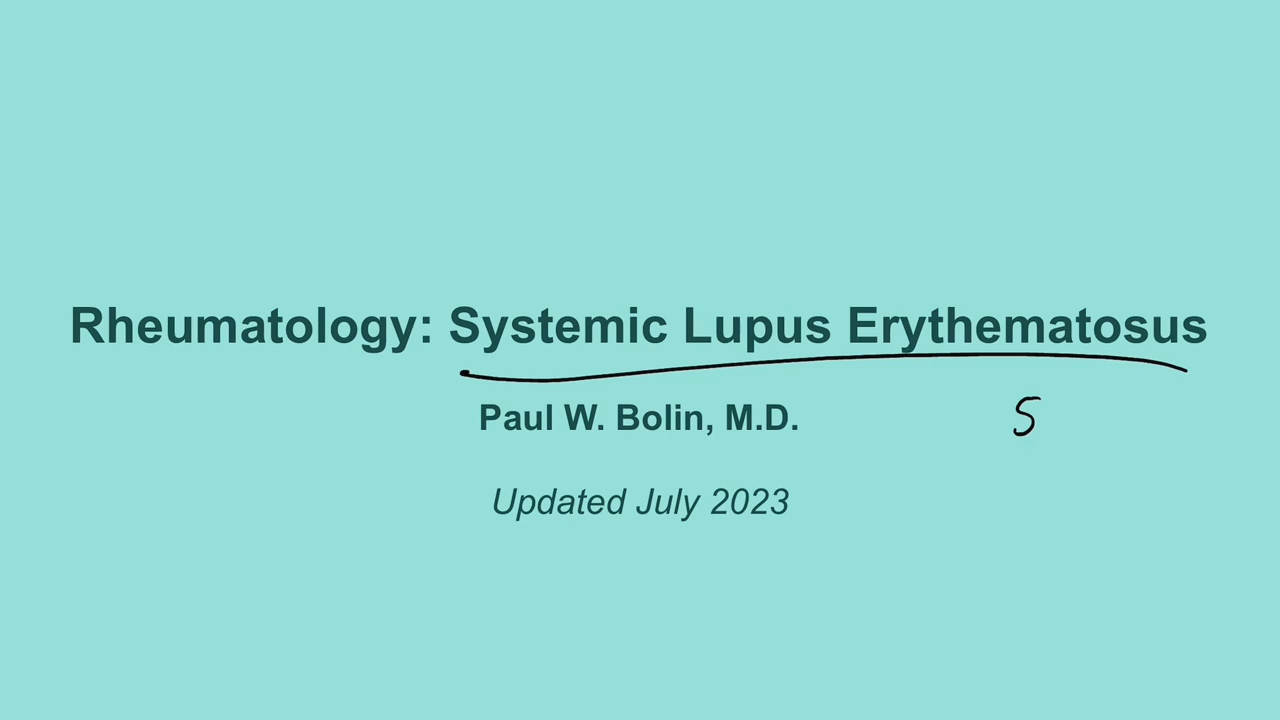 Rheumatology: Systemic Lupus Erythematosus
Paul W. Bolin, M.D.
S
Updated July 2023